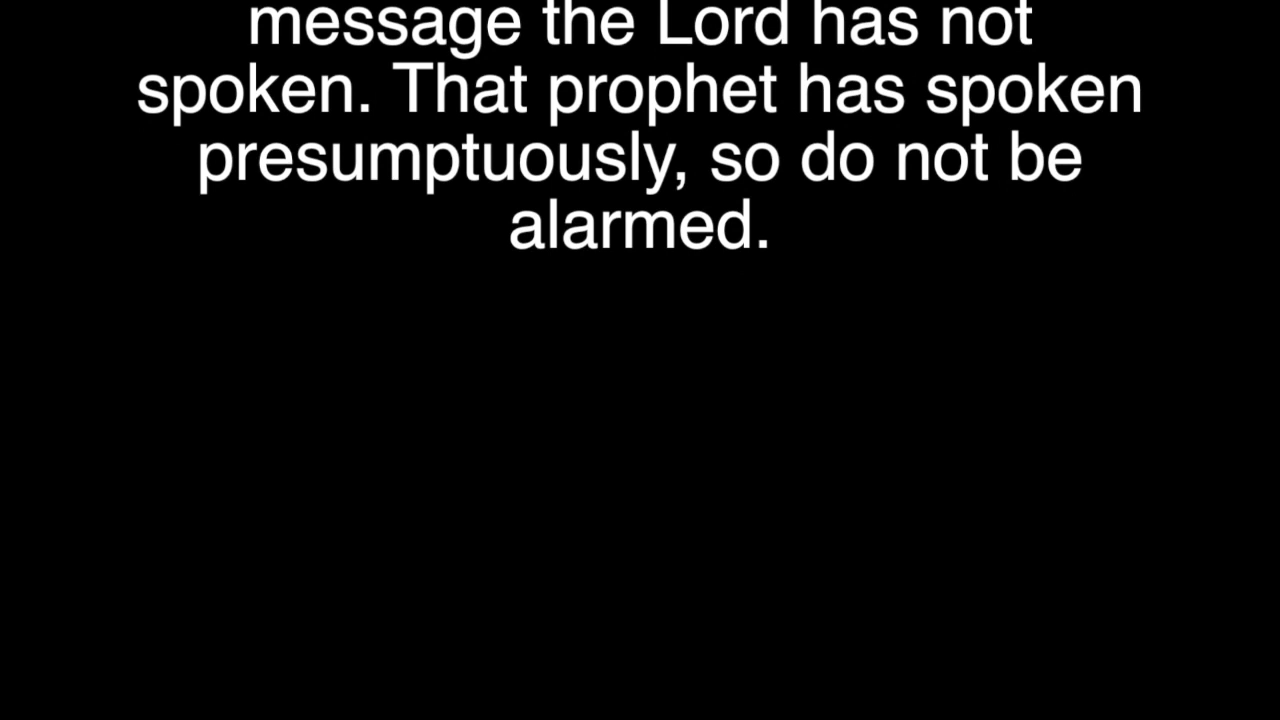 message the Lord has not
spoken. That prophet has spoken
presumptuously, so do not be
alarmed.